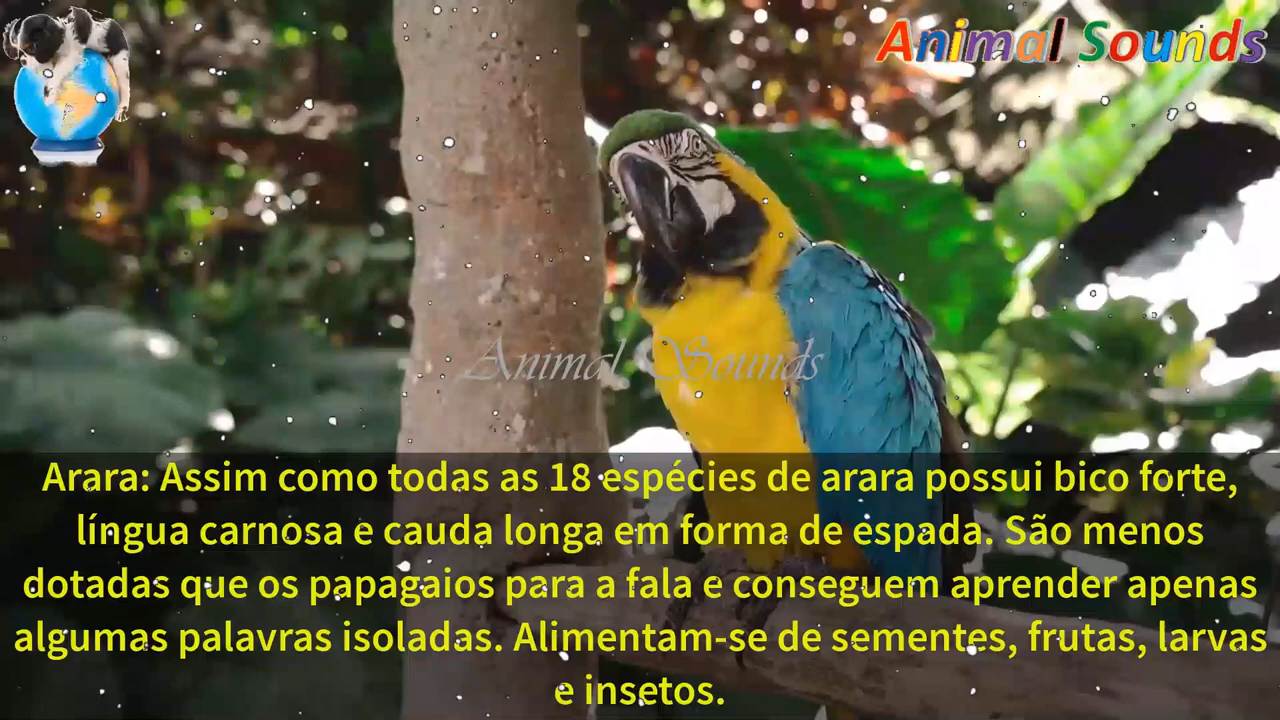 Animal Sounds
Animal Sounds
Arara: Assim como todas as 18 espécies de arara possui bico forte,
língua carnosa e cauda longa em forma de espada. São menos
dotadas que os papagaios para a fala e conseguem aprender apenas
algumas palavras isoladas. Alimentam-se de sementes, frutas, larvas
e insetos.